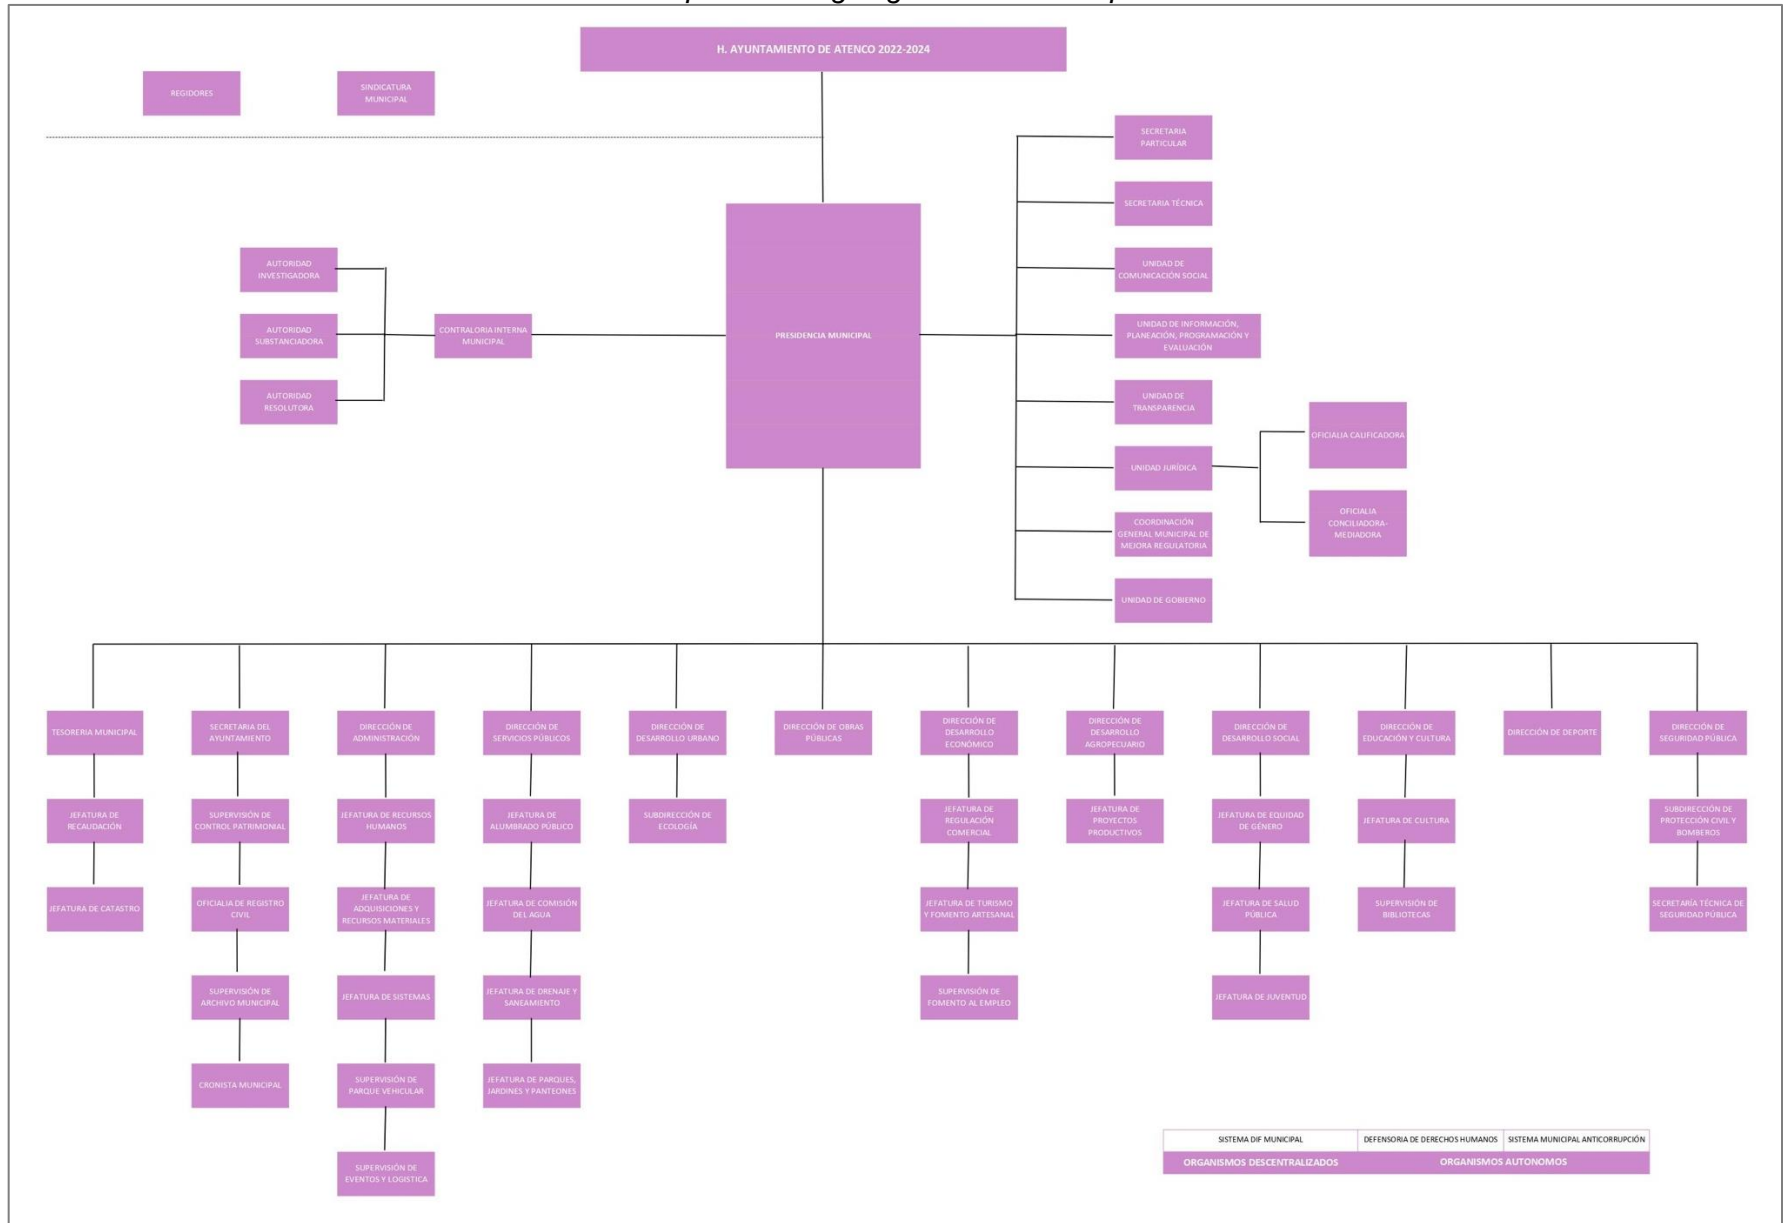 H. AYUNTAMIENTO DE ATENCO 2022-2024
REGIDORES
SINDICATURA
MUNICIPAL
SECRETARIA
PARTICULAR
SECRETARIA TÉCNICA
UNIDAD DE
COMUNICACIÓN SOCIAL
AUTORIDAD
INVESTIGADORA
AUTORIDAD
SUBSTANCIADORA
AUTORIDAD
RESOLUTORA
CONTRALORIA INTERNA
MUNICIPAL
PRESIDENCIA MUNICIPAL
UNIDAD DE INFORMACIÓN,
PLANEACIÓN, PROGRAMACIÓN Y
EVALUACIÓN
UNIDAD DE
TRANSPARENCIA
UNIDAD JURÍDICA
OFICIALIA CALIFICADORA
OFICIALIA
CONCILIADORA-
MEDIADORA
COORDINACIÓN
GENERAL MUNICIPAL DE
MEJORA REGULATORIA
UNIDAD DE GOBIERNO
TESORERIA MUNICIPAL
JEFATURA DE
RECAUDACIÓN
JEFATURA DE CATASTRO
SECRETARIA DEL
AYUNTAMIENTO
SUPERVISIÓN DE
CONTROL PATRIMONIAL
OFICIALIA DE REGISTRO
CIVIL
SUPERVISIÓN DE
ARCHIVO MUNICIPAL
CRONISTA MUNICIPAL
DIRECCIÓN DE
ADMINISTRACIÓN
JEFATURA DE RECURSOS
HUMANOS
JEFATURA DE
ADQUISICIONES Y
RECURSOS MATERIALES
JEFATURA DE SISTEMAS
SUPERVISIÓN DE
PARQUE VEHICULAR
SUPERVISIÓN DE
EVENTOS Y LOGISTICA
DIRECCIÓN DE
SERVICIOS PÚBLICOS
JEFATURA DE
ALUMBRADO PÚBLICO
JEFATURA DE COMISIÓN
DEL AGUA
JEFATURA DE DRENAJE Y
SANEAMIENTO
JEFATURA DE PARQUES,
JARDINES Y PANTEONES
DIRECCIÓN DE
DESARROLLO URBANO
SUBDIRECCIÓN DE
ECOLOGÍA
DIRECCIÓN DE OBRAS
PÚBLICAS
DIRECCIÓN DE
DESARROLLO
ECONÓMICO
JEFATURA DE
REGULACIÓN
COMERCIAL
JEFATURA DE TURISMO
Y FOMENTO ARTESANAL
SUPERVISIÓN DE
FOMENTO AL EMPLEO
DIRECCIÓN DE
DESARROLLO
AGROPECUARIO
JEFATURA DE
PROYECTOS
PRODUCTIVOS
DIRECCIÓN DE
DESARROLLO SOCIAL
JEFATURA DE EQUIDAD
DE GÉNERO
JEFATURA DE SALUD
PÚBLICA
JEFATURA DE JUVENTUD
DIRECCIÓN DE
EDUCACIÓN Y CULTURA
JEFATURA DE CULTURA
SUPERVISIÓN DE
BIBLIOTECAS
DIRECCIÓN DE DEPORTE
DIRECCIÓN DE
SEGURIDAD PÚBLICA
SUBDIRECCIÓN DE
PROTECCIÓN CIVIL Y
BOMBEROS
SECRETARÍA TÉCNICA DE
SEGURIDAD PÚBLICA
SISTEMA DIF MUNICIPAL
DEFENSORIA DE DERECHOS HUMANOS
SISTEMA MUNICIPAL ANTICORRUPCIÓN
ORGANISMOS DESCENTRALIZADOS
ORGANISMOS AUTONOMOS